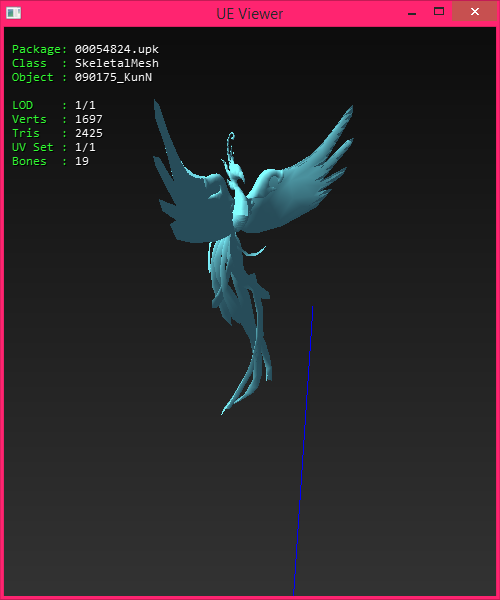 UE Viewer
Package: 00054824.upk
Class  : SkeletalMesh
Object : 090175_KunN
LOD    : 1/1
Verts  : 1697
Tris   : 2425
UV Set : 1/1
Bones  : 19